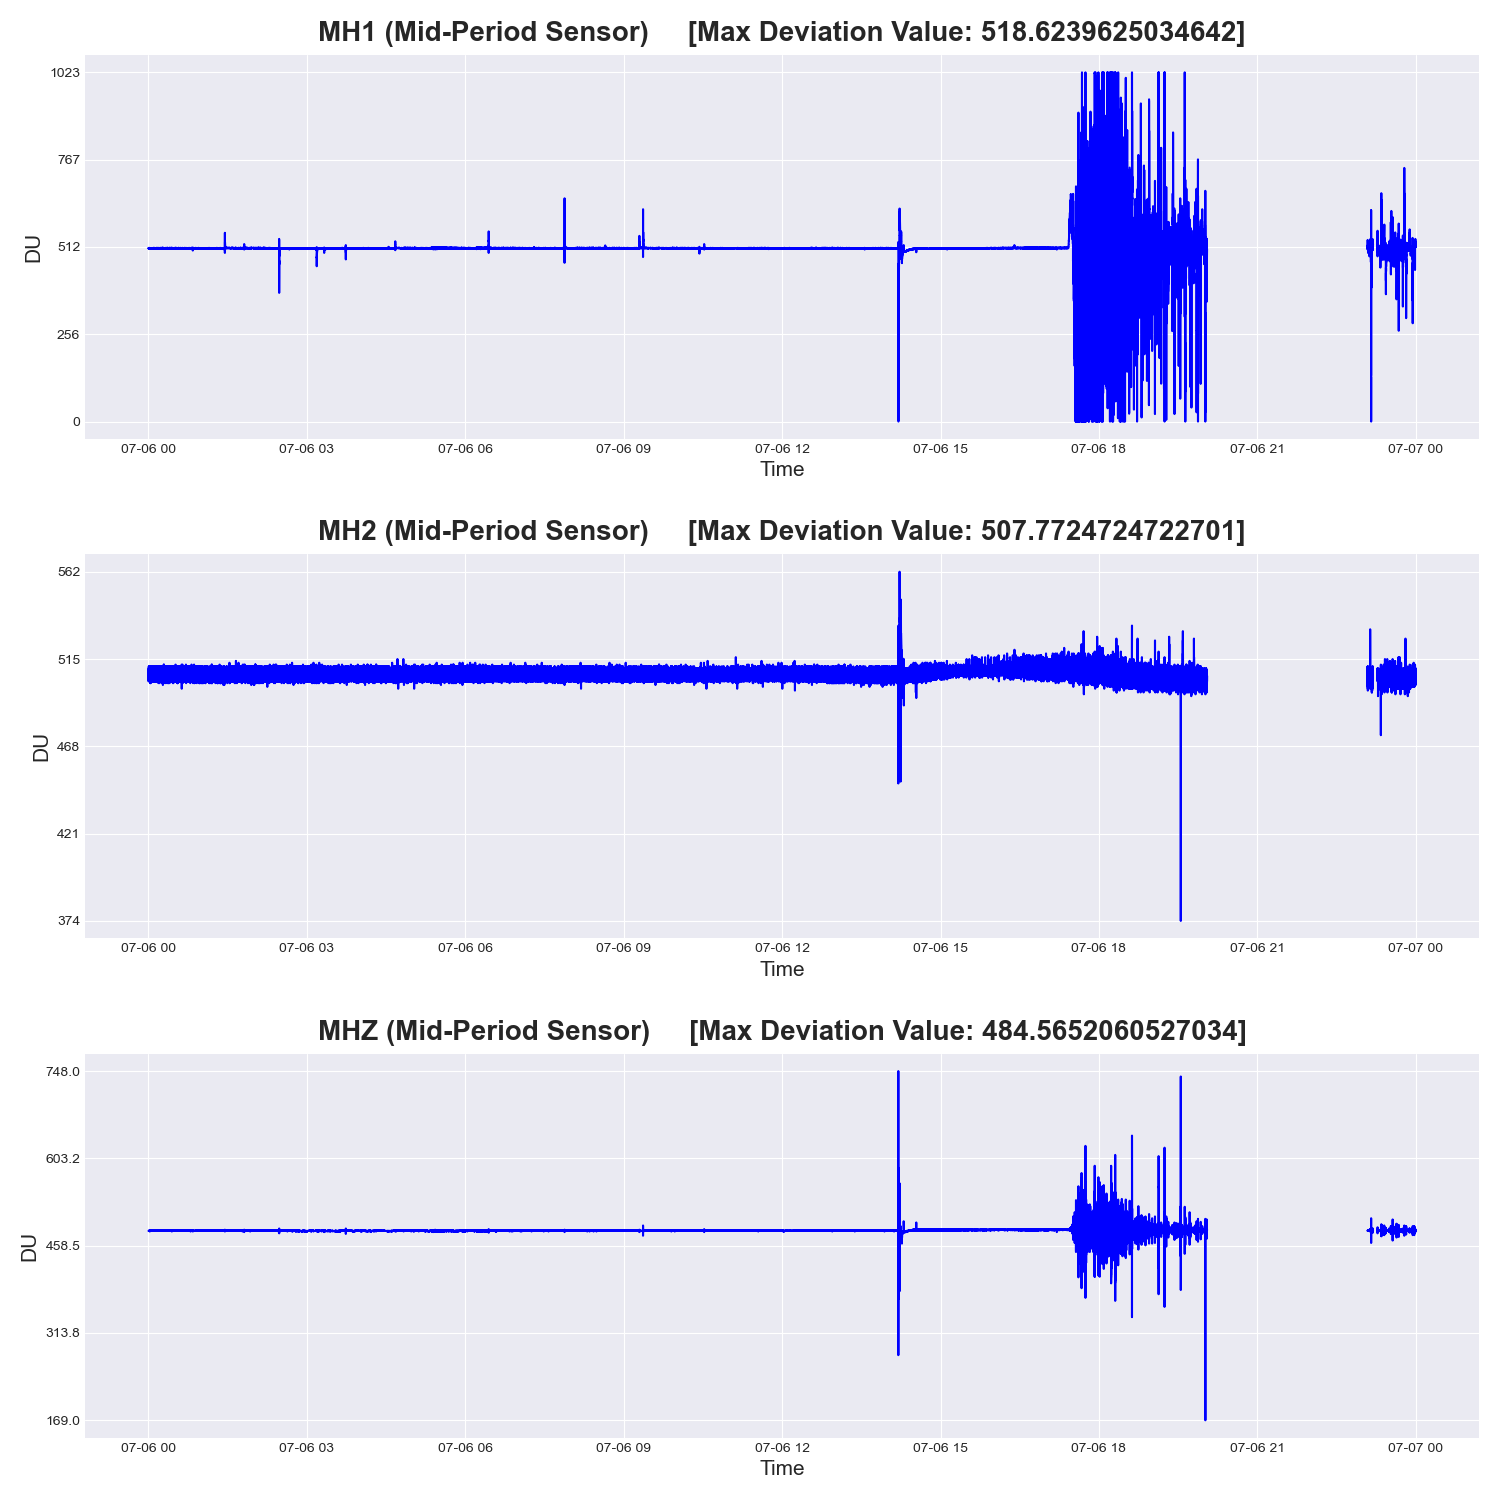 MH1 (Mid-Period Sensor) [Max Deviation Value: 518.6239625034642]
1023
767
512
256
0
DU
07-06 00 07-06 03 07-06 06 07-06 09 07-06 12 07-06 15 07-06 18 07-06 21 07-07 00
Time
MH2 (Mid-Period Sensor) [Max Deviation Value: 507.7724724722701]
562
515
468
421
374
DU
07-06 00 07-06 03 07-06 06 07-06 09 07-06 12 07-06 15 07-06 18 07-06 21 07-07 00
Time
MHZ (Mid-Period Sensor) [Max Deviation Value: 484.5652060527034]
748.0
603.2
458.5
313.8
169.0
DU
07-06 00 07-06 03 07-06 06 07-06 09 07-06 12 07-06 15 07-06 18 07-06 21 07-07 00
Time